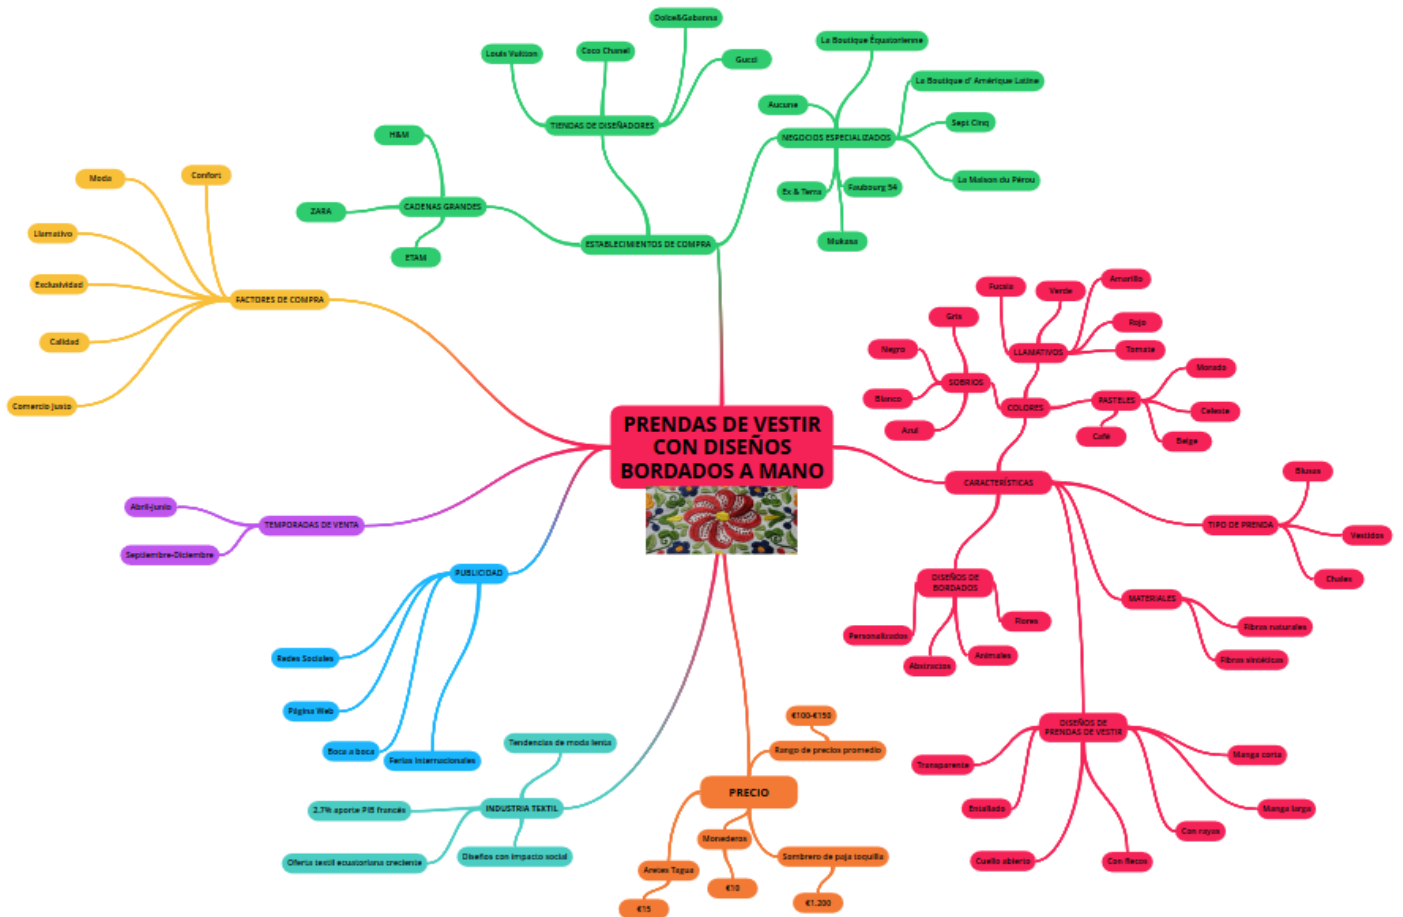 Dolce&Gabanna
Louis Vuitton
Coco Chanel
Gucci
TIENDAS DE DISEÑADORES
La Boutique Équatorienne
La Boutique d' Amérique Latine
Aucune
Sept Cinq
NEGOCIOS ESPECIALIZADOS
La Maison du Pérou
Ex & Terra
Faubourg 54
Mukasa
H&M
ZARA
CADENAS GRANDES
ETAM
ESTABLECIMIENTOS DE COMPRA
Moda
Confort
Llamativo
Exclusividad
Calidad
Comercio Justo
FACTORES DE COMPRA
PRENDAS DE VESTIR
CON DISEÑOS
BORDADOS A MANO
Abril-junio
Septiembre-Diciembre
TEMPORADAS DE VENTA
PUBLICIDAD
Redes Sociales
Página Web
Boca a boca
Ferias Internacionales
Tendencias de moda lenta
2.7% aporte PIB francés
INDUSTRIA TEXTIL
Oferta textil ecuatoriana creciente
Diseños con impacto social
€100-€150
Rango de precios promedio
PRECIO
Monederos
€10
Aretes Tagua
€15
Sombrero de paja toquilla
€1.200
Fucsia
Verde
Amarillo
Rojo
Tomate
LLAMATIVOS
Gris
Negro
Blanco
Azul
SOBRIOS
COLORES
PASTELES
Morado
Celeste
Beige
Café
CARACTERÍSTICAS
TIPO DE PRENDA
Blusas
Vestidos
Chales
DISEÑOS DE
BORDADOS
Personalizados
Abstractos
Animales
Flores
MATERIALES
Fibras naturales
Fibras sintéticas
DISEÑOS DE
PRENDAS DE VESTIR
Transparente
Entallado
Cuello abierto
Con flecos
Con rayas
Manga larga
Manga corta